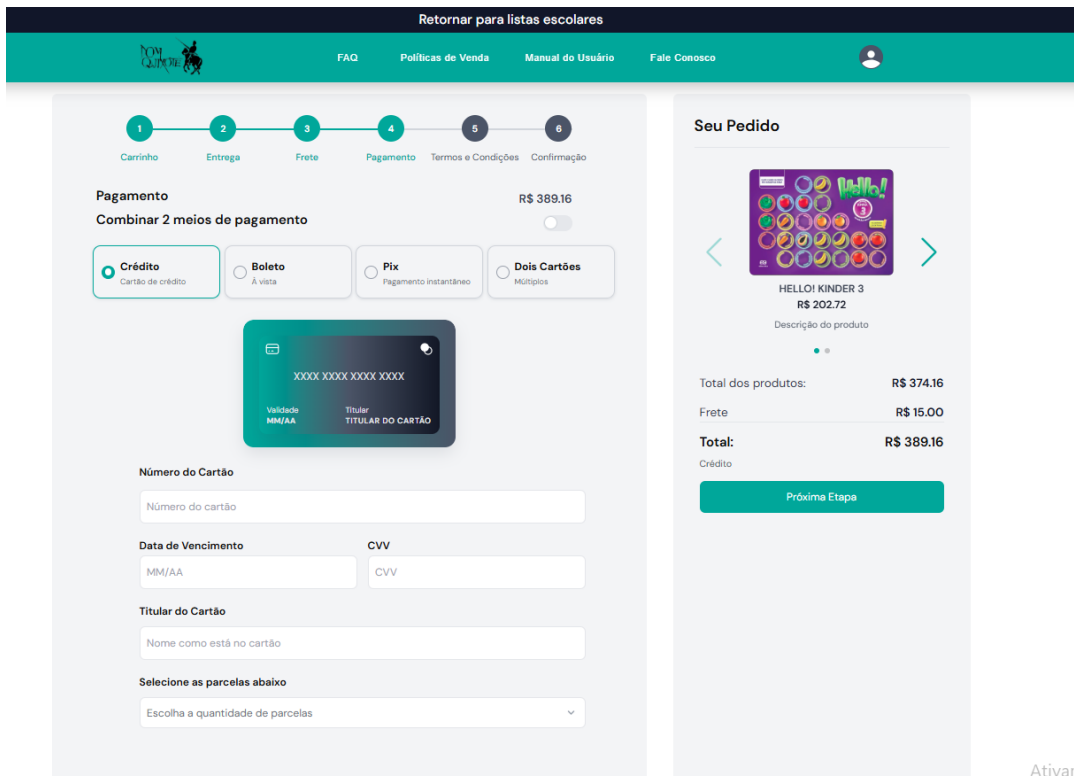 Retornar para listas escolares
DOM QUIXOTE
FAQ Políticas de Venda Manual do Usuário Fale Conosco
1 2 3 4 5 6
Carrinho Entrega Frete Pagamento Termos e Condições Confirmação
Pagamento R$ 389.16
Combinar 2 meios de pagamento
Crédito
Cartão de crédito
Boleto
À vista
Pix
Pagamento instantâneo
Dois Cartões
Múltiplos
XXXX XXXX XXXX XXXX
Validade Titular
MM/AA TITULAR DO CARTÃO
Número do Cartão
Número do cartão
Data de Vencimento CVV
MM/AA CVV
Titular do Cartão
Nome como está no cartão
Selecione as parcelas abaixo
Escolha a quantidade de parcelas
Seu Pedido
Hello!
3
HELLO! KINDER 3
R$ 202.72
Descrição do produto
Total dos produtos: R$ 374.16
Frete R$ 15.00
Total: R$ 389.16
Crédito
Próxima Etapa
Ativar